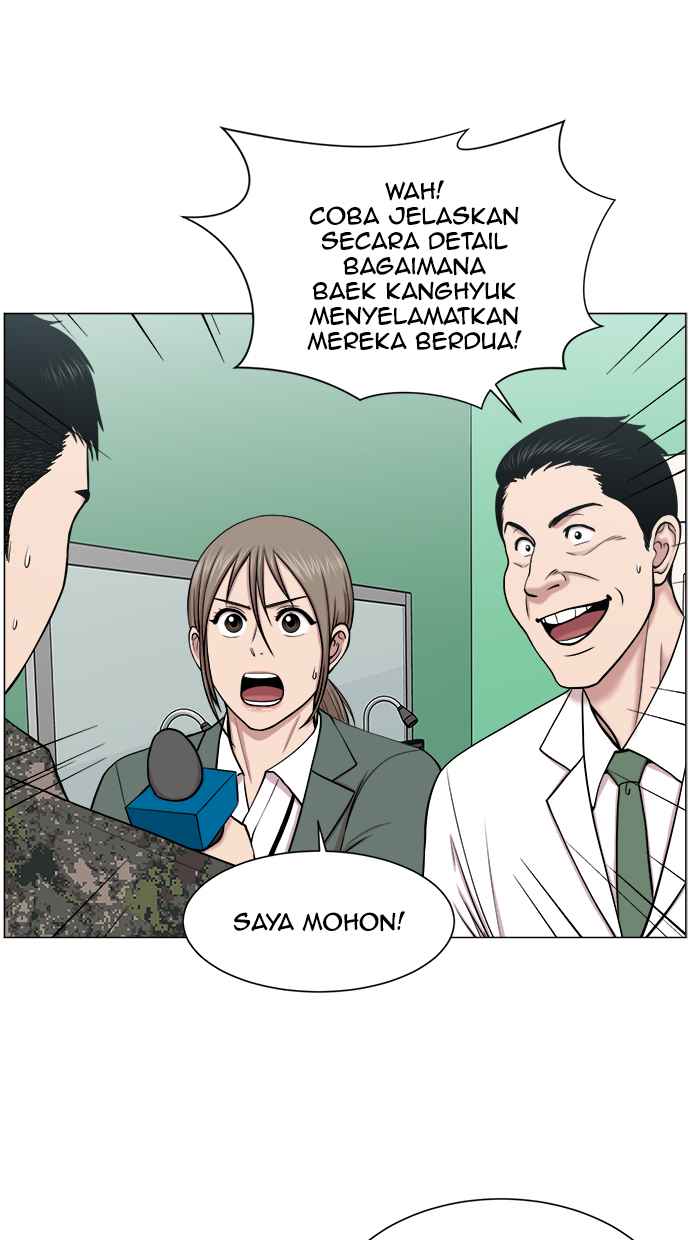 WAH!
COBA JELASKAN
SECARA DETAIL
BAGAIMANA
BAEK KANGHYUK
MENYELAMATKAN
MEREKA BERDUA!
SAYA MOHON!